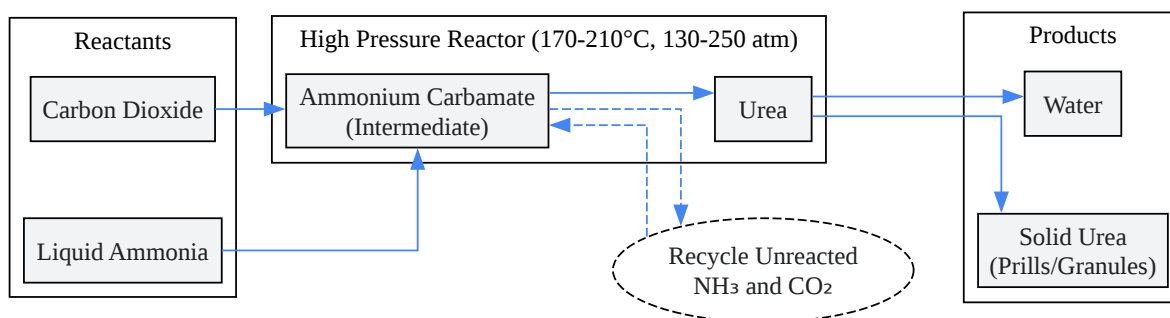 Reactants
Carbon Dioxide
Liquid Ammonia
High Pressure Reactor (170-210°C, 130-250 atm)
Ammonium Carbamate
(Intermediate)
Urea
Recycle Unreacted
NH₃ and CO₂
Products
Water
Solid Urea
(Prills/Granules)